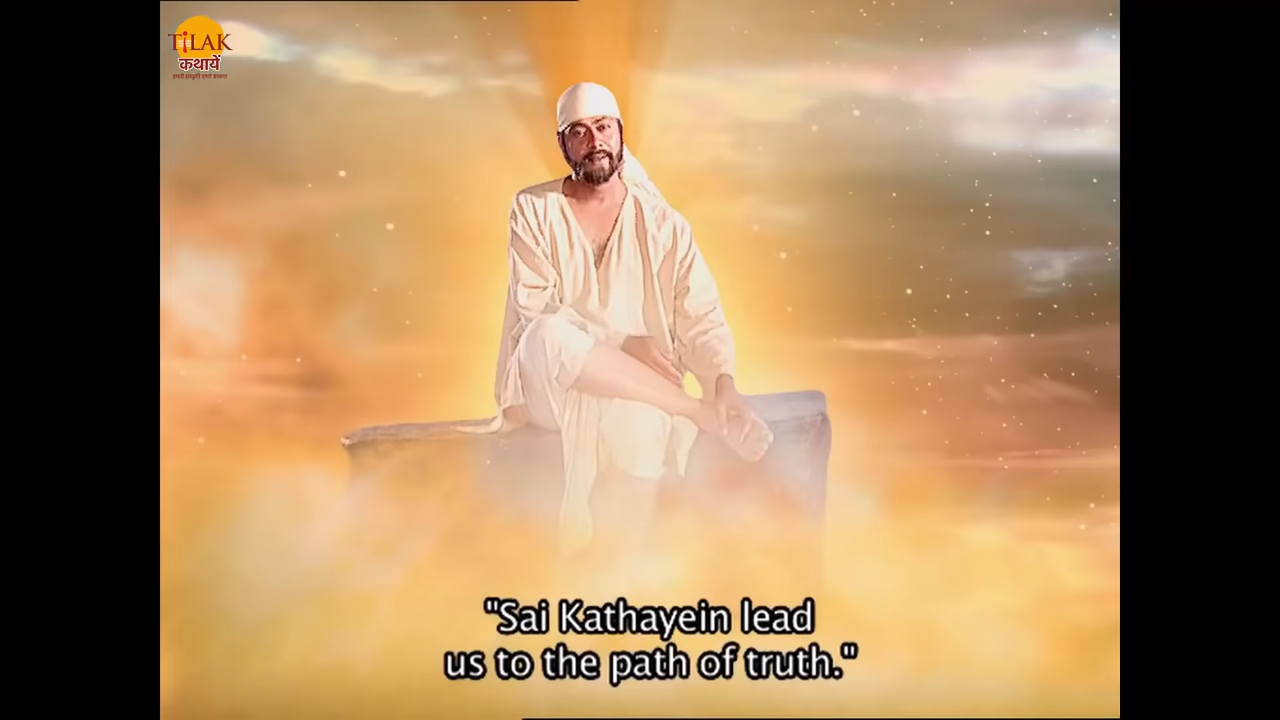 TiLAK
कथायें
"Sai Kathayein lead
us to the path of truth."